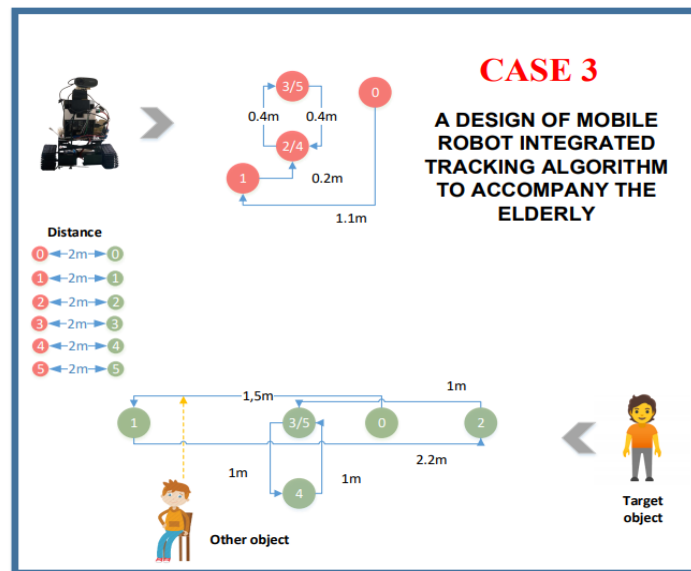 CASE 3
A DESIGN OF MOBILE
ROBOT INTEGRATED
TRACKING ALGORITHM
TO ACCOMPANY THE
ELDERLY
3/5
0
0.4m
0.4m
2/4
1
0.2m
1.1m
Distance
0 2m 0
1 2m 1
2 2m 2
3 2m 3
4 2m 4
5 2m 5
1m
1,5m
1
3/5
0
2
2.2m
1m
1m
4
Target
object
Other object